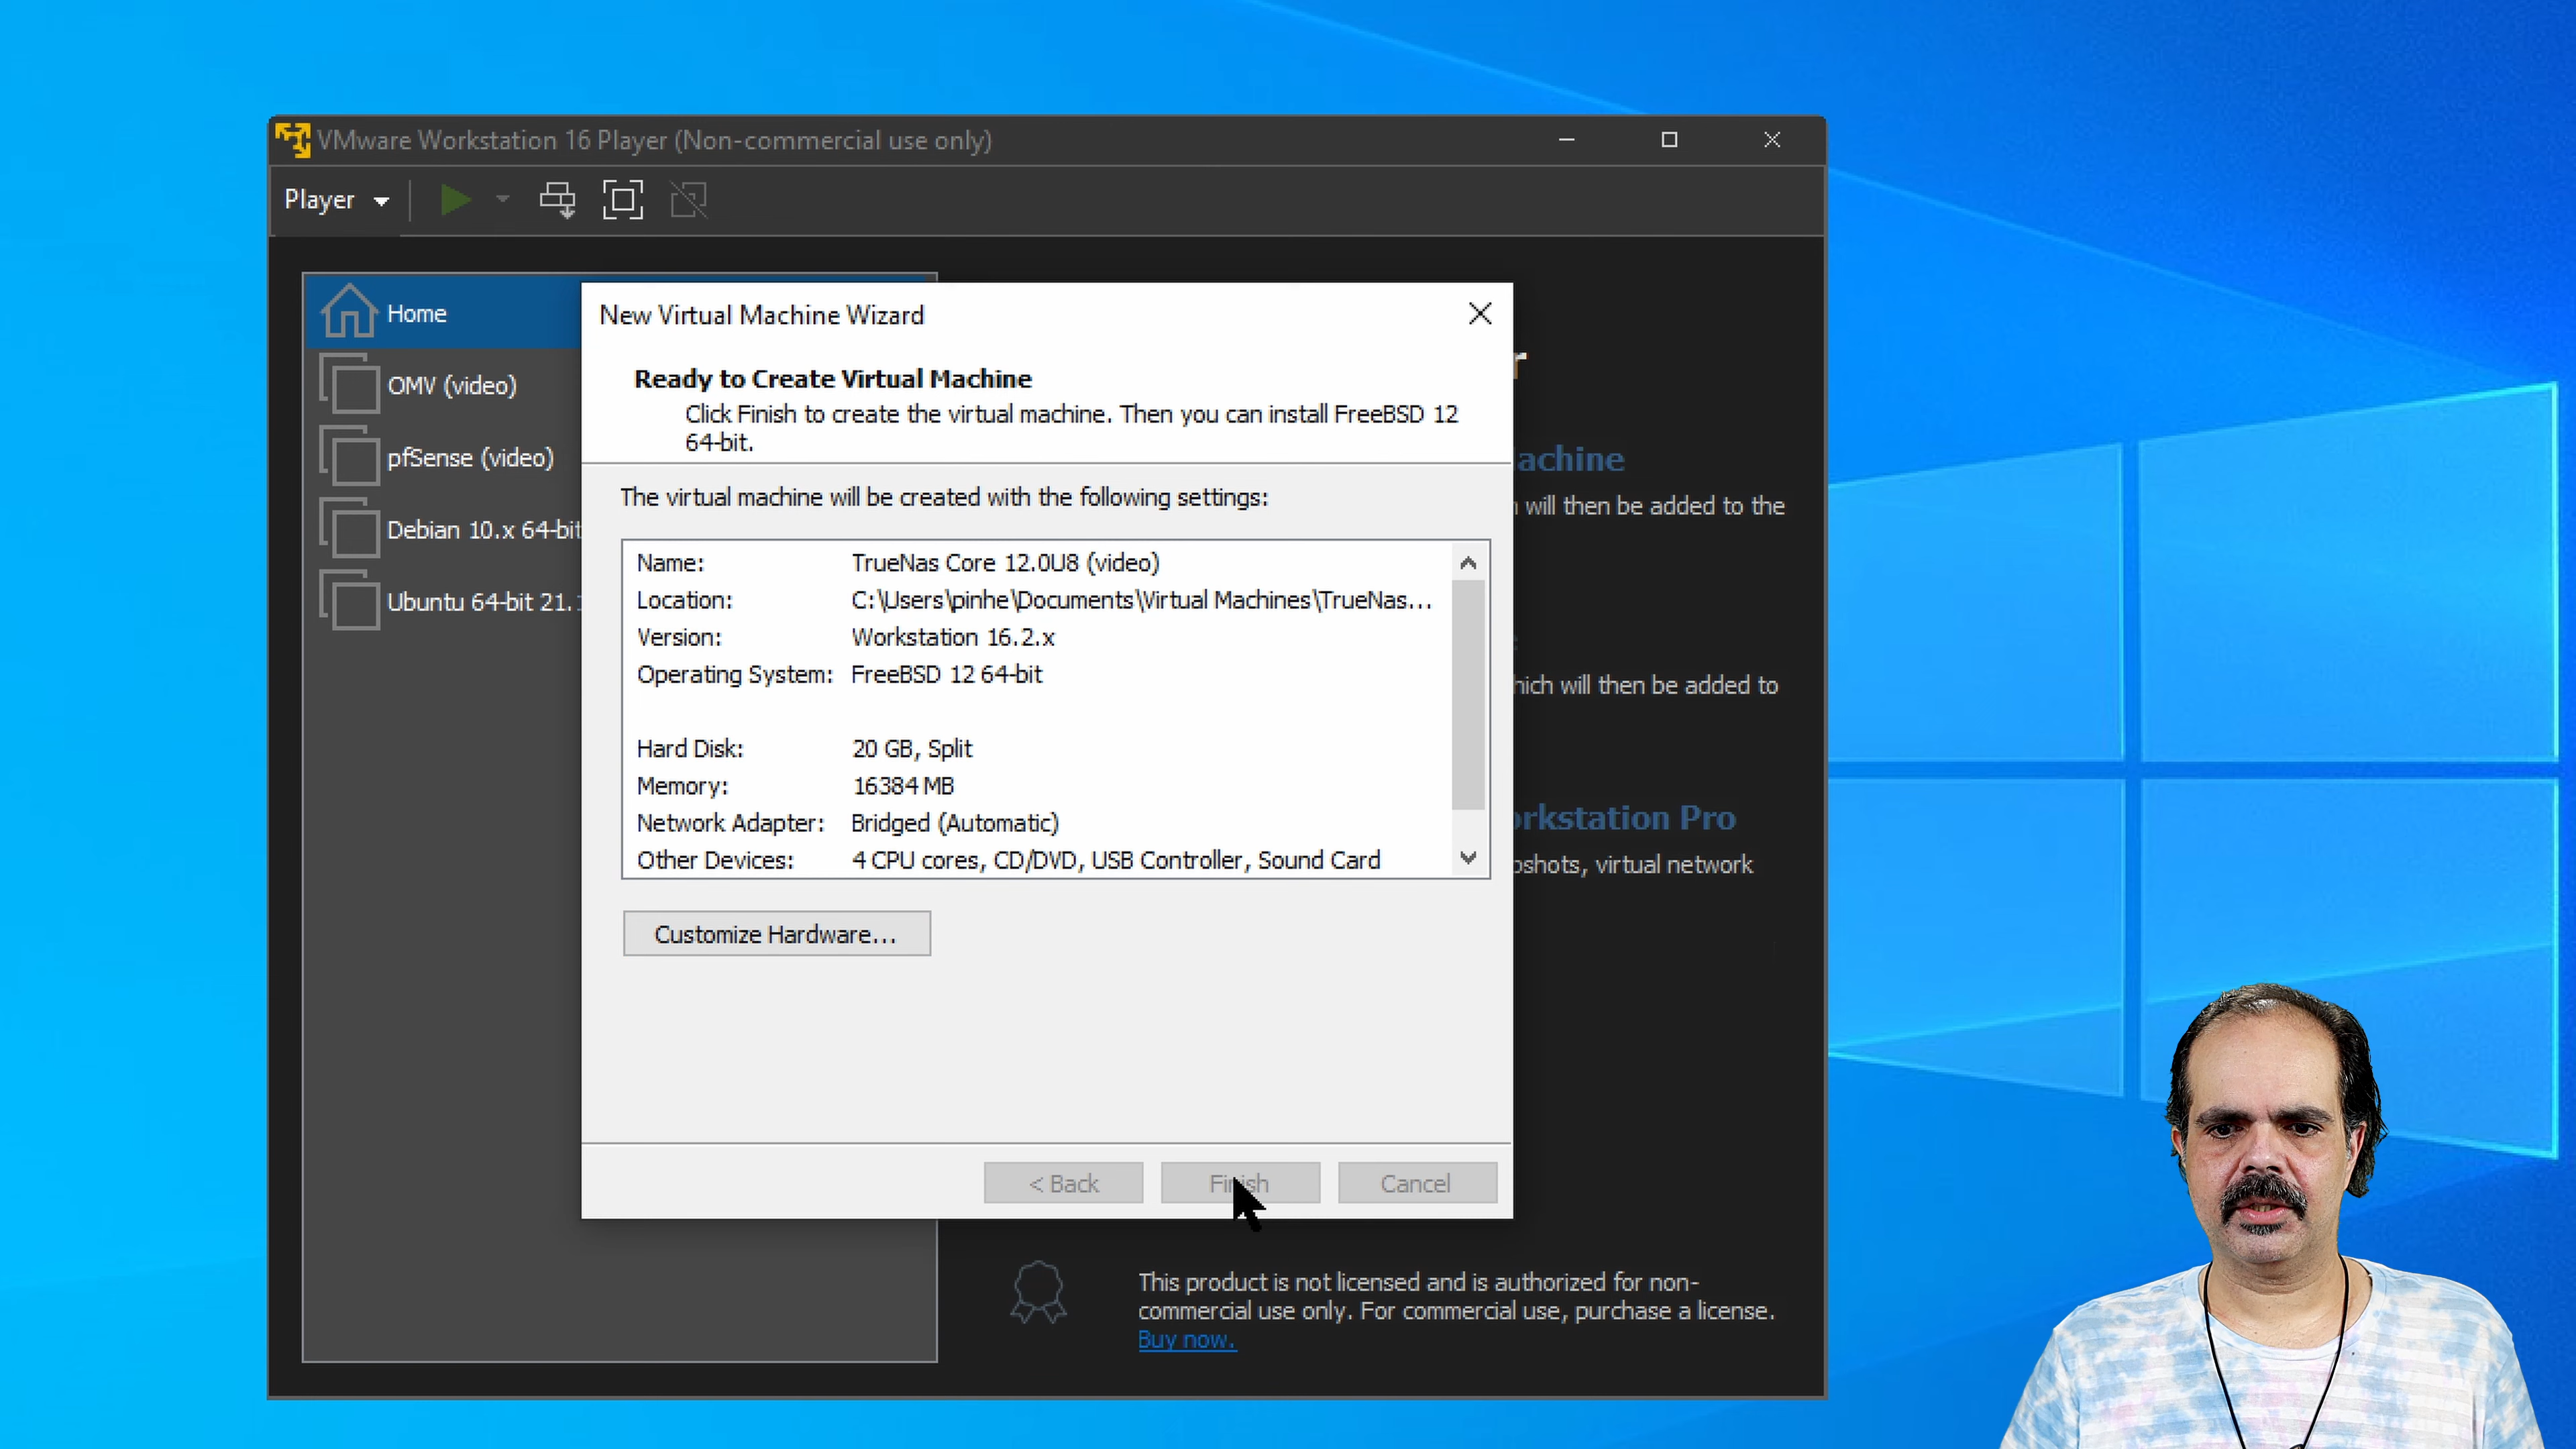 VMware Workstation 16 Player (Non-commercial use only)
Player
Home
OMV (video)
pfSense (video)
Debian 10.x 64-bit
Ubuntu 64-bit 21.
New Virtual Machine Wizard
Ready to Create Virtual Machine
Click Finish to create the virtual machine. Then you can install FreeBSD 12
64-bit.
The virtual machine will be created with the following settings:
Name: TrueNas Core 12.0U8 (video)
Location: C:\Users\pinhe\Documents\Virtual Machines\TrueNas...
Version: Workstation 16.2.x
Operating System: FreeBSD 12 64-bit
Hard Disk: 20 GB, Split
Memory: 16384 MB
Network Adapter: Bridged (Automatic)
Other Devices: 4 CPU cores, CD/DVD, USB Controller, Sound Card
Customize Hardware...
< Back
Finish
Cancel
r
achine
will then be added to the
hich will then be added to
orkstation Pro
pshots, virtual network
This product is not licensed and is authorized for non-
commercial use only. For commercial use, purchase a license.
Buy now.